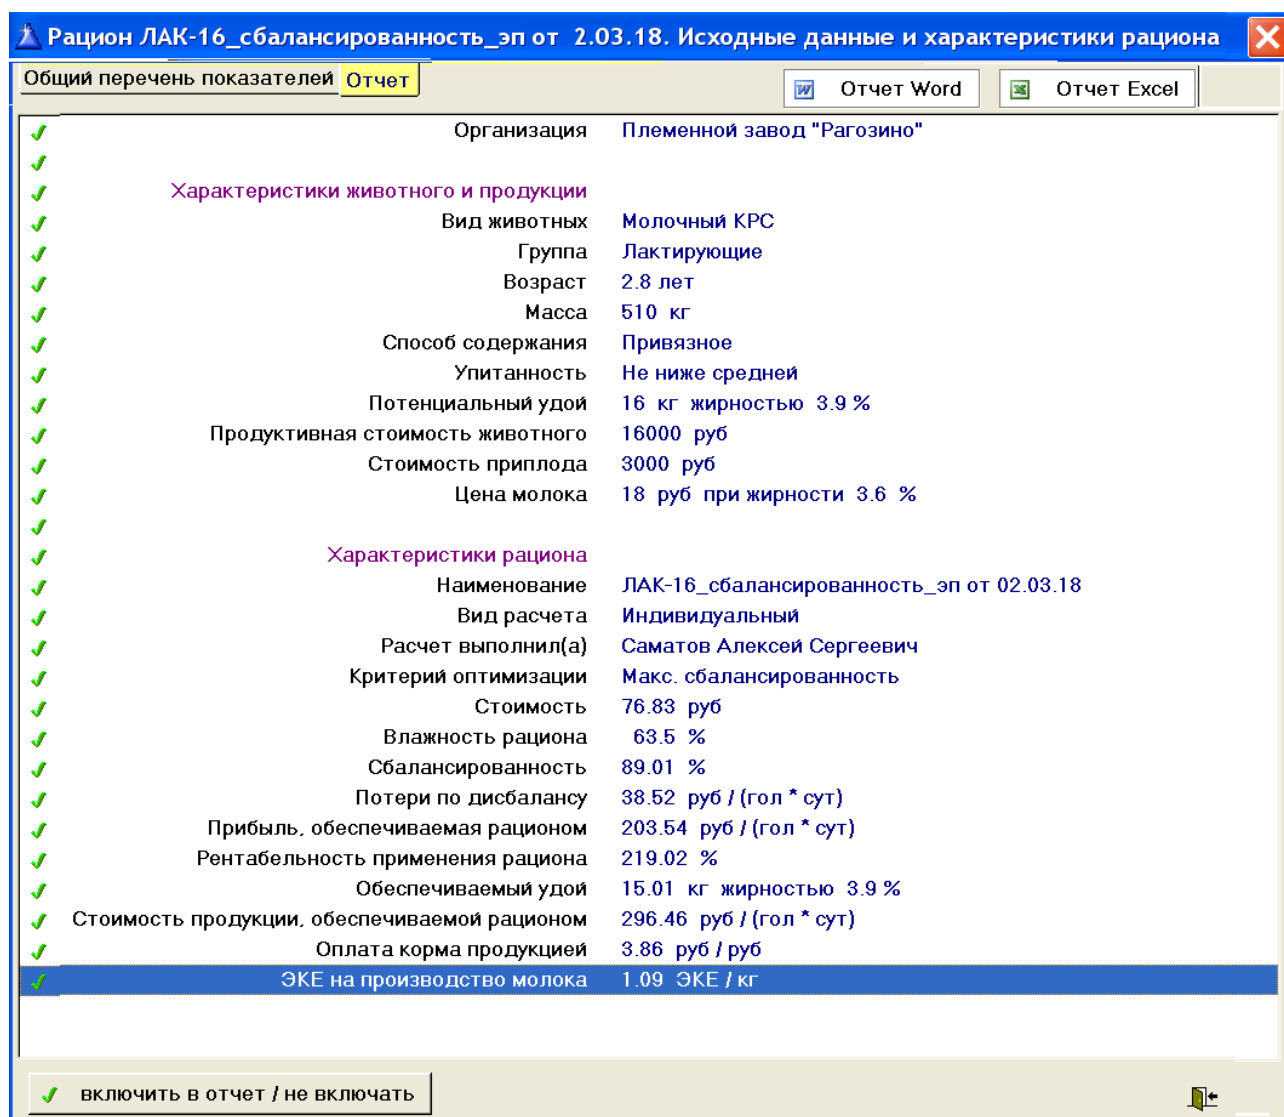 Рацион ЛАК-16_сбалансированность_эп от 2.03.18. Исходные данные и характеристики рациона
Общий перечень показателей Отчет Отчет Word Отчет Excel
Организация Племенной завод "Рагозино"
Характеристики животного и продукции
Вид животных Молочный КРС
Группа Лактирующие
Возраст 2.8 лет
Масса 510 кг
Способ содержания Привязное
Упитанность Не ниже средней
Потенциальный удой 16 кг жирностью 3.9 %
Продуктивная стоимость животного 16000 руб
Стоимость приплода 3000 руб
Цена молока 18 руб при жирности 3.6 %
Характеристики рациона
Наименование ЛАК-16_сбалансированность_эп от 02.03.18
Вид расчета Индивидуальный
Расчет выполнил(а) Саматов Алексей Сергеевич
Критерий оптимизации Макс. сбалансированность
Стоимость 76.83 руб
Влажность рациона 63.5 %
Сбалансированность 89.01 %
Потери по дисбалансу 38.52 руб / (гол * сут)
Прибыль, обеспечиваемая рационом 203.54 руб / (гол * сут)
Рентабельность применения рациона 219.02 %
Обеспечиваемый удой 15.01 кг жирностью 3.9 %
Стоимость продукции, обеспечиваемой рационом 296.46 руб / (гол * сут)
Оплата корма продукцией 3.86 руб / руб
ЭКЕ на производство молока 1.09 ЭКЕ / кг
включить в отчет / не включать